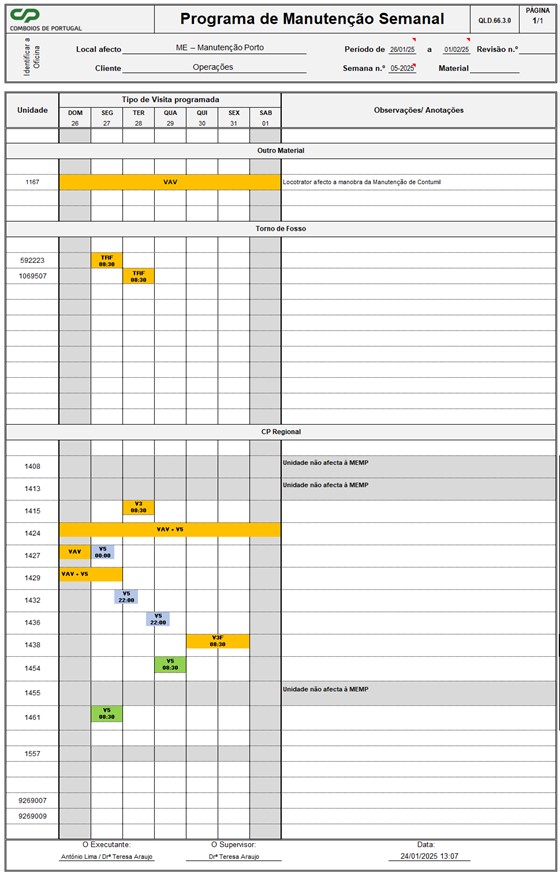 CP
COMBOIOS DE PORTUGAL
Programa de Manutenção Semanal
QLD.66.3.0
PÁGINA
1/1
Identificar a Oficina
Local afecto ME – Manutenção Porto
Periodo de 26/01/25 a 01/02/25 Revisão n.º
Cliente Operações
Semana n.º 05-2025 Material
Unidade
Tipo de Visita programada
Observações/ Anotações
DOM SEG TER QUA QUI SEX SAB
26 27 28 29 30 31 01
Outro Material
1167 VAV Locotrator afecto a manobra da Manutenção de Contumil
Torno de Fosso
592223 TRF 08:30
1069507 TRF 08:30
CP Regional
1408 Unidade não afecta à MEMP
1413 Unidade não afecta à MEMP
1415 V3 08:30
1424 VAV + V5
1427 VAV V5 00:00
1429 VAV + V5
1432 V5 22:00
1436 V5 22:00
1438 V3F 08:30
1454 V5 08:30
1455 Unidade não afecta à MEMP
1461 V5 08:30
1557
9269007
9269009
O Executante: O Supervisor: Data:
António Lima / Drª Teresa Araujo Drª Teresa Araujo 24/01/2025 13:07